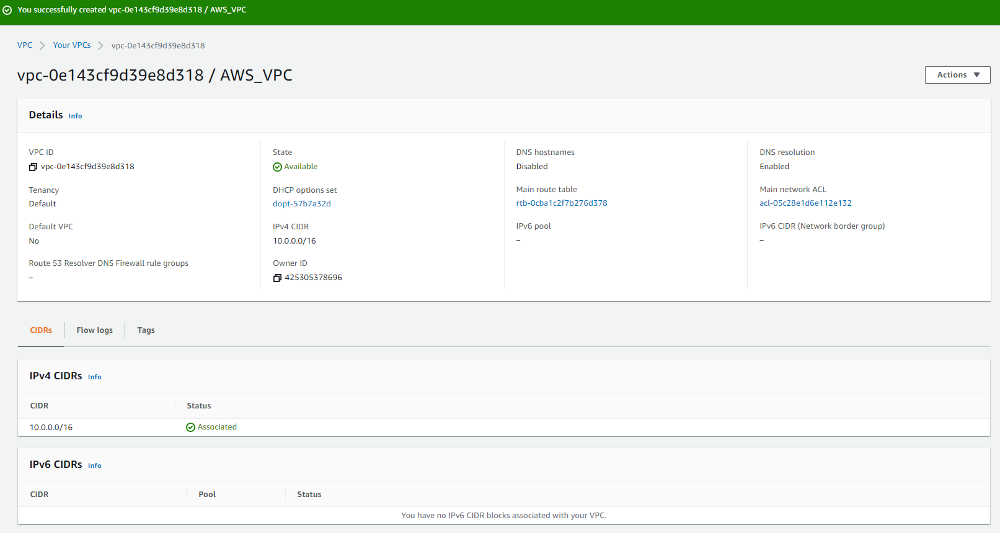 You successfully created vpc-0e143cf9d39e8d318 / AWS_VPC
VPC > Your VPCs > vpc-0e143cf9d39e8d318
vpc-0e143cf9d39e8d318 / AWS_VPC
Actions
Details Info
VPC ID
vpc-0e143cf9d39e8d318
State
Available
DNS hostnames
Disabled
DNS resolution
Enabled
Tenancy
Default
DHCP options set
dopt-57b7a32d
Main route table
rtb-0cba1c2f7b276d378
Main network ACL
acl-05c28e1d6e112e132
Default VPC
No
IPv4 CIDR
10.0.0.0/16
IPv6 pool
–
IPv6 CIDR (Network border group)
–
Route 53 Resolver DNS Firewall rule groups
–
Owner ID
425305378696
CIDRs Flow logs Tags
IPv4 CIDRs Info
CIDR Status
10.0.0.0/16 Associated
IPv6 CIDRs Info
CIDR Pool Status
You have no IPv6 CIDR blocks associated with your VPC.